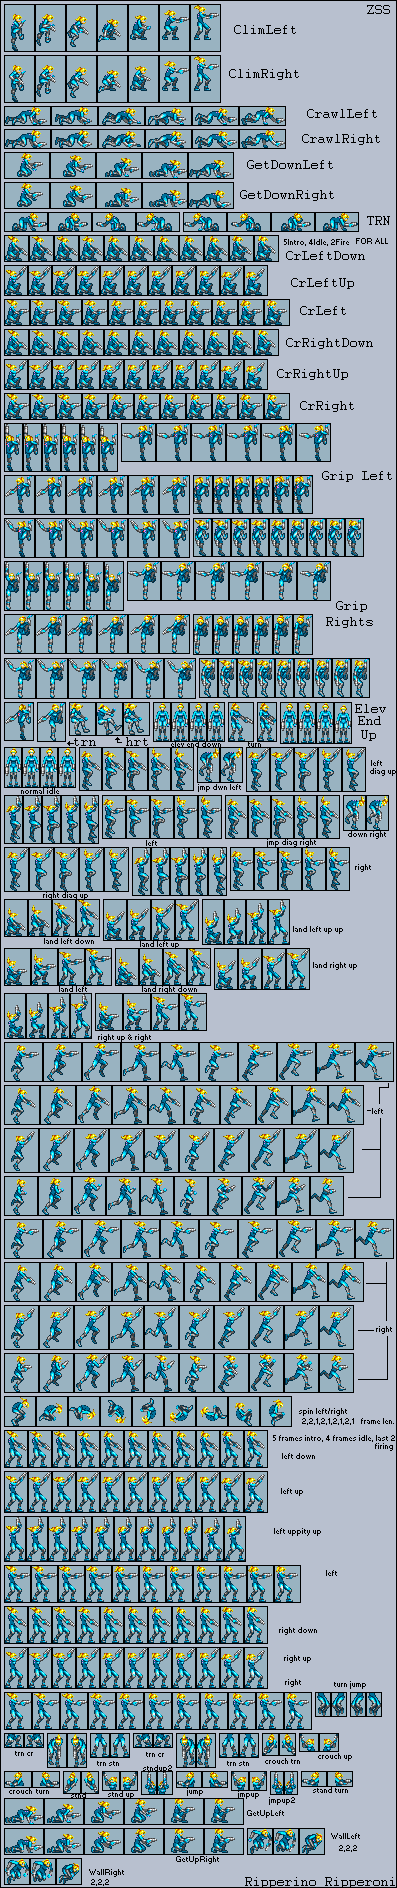 ZSS
ClimLeft
ClimRight
CrawlLeft
CrawlRight
GetDownLeft
GetDownRight
TRN
5Intro, 4Idle, 2Fire FOR ALL
CrLeftDown
CrLeftUp
CrLeft
CrRightDown
CrRightUp
CrRight
Grip Left
Grip
Rights
Elev
End
Up
trn
hrt
elev end down
turn
normal idle
jmp dwn left
left
diag up
left
jmp diag right
down right
right diag up
right
land left down
land left up
land left up up
land left
land right down
land right up
right up & right
left
right
spin left/right
2,2,1,2,1,2,1,2,1 frame len.
5 frames intro, 4 frames idle, last 2
firing
left down
left up
left uppity up
left
right down
right up
right
turn jump
trn cr
trn stn
trn cr
trn stn
crouch trn
crouch up
stndup2
crouch turn
stnd
stnd up
jump
jmpup
jmpup2
stand turn
GetUpLeft
WallLeft
2,2,2
GetUpRight
WallRight
2,2,2
Ripperino Ripperoni